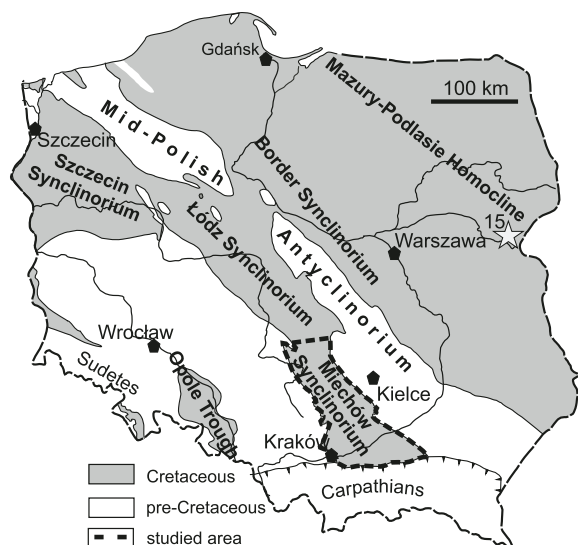 Gdańsk
100 km
Mazury-Podlasie Homocline
Mid-Polish
Szczecin
Szczecin
Synclinorium
Border Synclinorium
Łódz Synclinorium
15
Warszawa
Antyclinorium
Wrocław
Sudetes
Opole Trough
Miechów
Synclinorium
Kielce
Kraków
Carpathians
Cretaceous
pre-Cretaceous
studied area